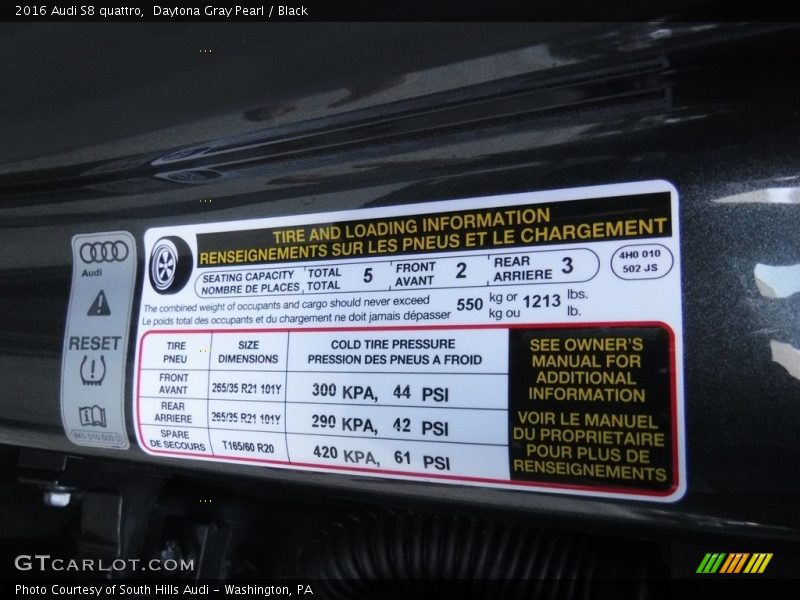 2016 Audi S8 quattro,  Daytona Gray Pearl / Black
Audi
RESET
8K0 010 500 D
TIRE AND LOADING INFORMATION
RENSEIGNEMENTS SUR LES PNEUS ET LE CHARGEMENT
SEATING CAPACITY TOTAL 5 FRONT 2 REAR 3
NOMBRE DE PLACES TOTAL AVANT ARRIERE
4H0 010
502 JS
The combined weight of occupants and cargo should never exceed 550 kg or 1213 lbs.
Le poids total des occupants et du chargement ne doit jamais dépasser kg ou lb.
TIRE SIZE COLD TIRE PRESSURE
PNEU DIMENSIONS PRESSION DES PNEUS A FROID
FRONT
AVANT 265/35 R21 101Y 300 KPA, 44 PSI
REAR
ARRIERE 265/35 R21 101Y 290 KPA, 42 PSI
SPARE
DE SECOURS T165/60 R20 420 KPA, 61 PSI
SEE OWNER'S
MANUAL FOR
ADDITIONAL
INFORMATION
VOIR LE MANUEL
DU PROPRIETAIRE
POUR PLUS DE
RENSEIGNEMENTS
GTCARLOT.COM
Photo Courtesy of South Hills Audi - Washington, PA